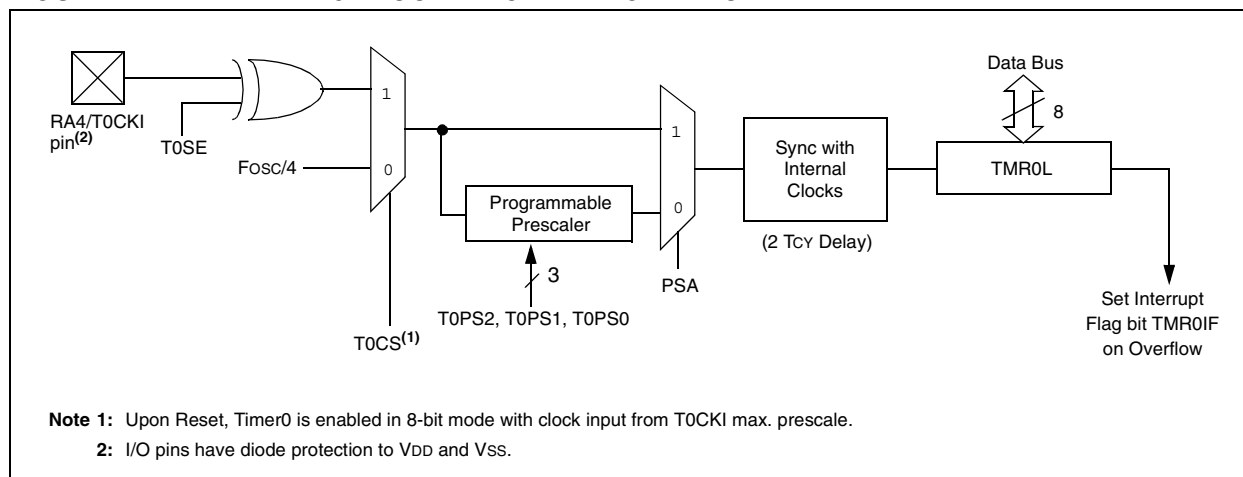 RA4/T0CKI
pin(2)
T0SE
FOSC/4
1
0
T0CS(1)
Programmable
Prescaler
3
T0PS2, T0PS1, T0PS0
1
0
PSA
Sync with
Internal
Clocks
(2 TCY Delay)
Data Bus
8
TMR0L
Set Interrupt
Flag bit TMR0IF
on Overflow
Note 1: Upon Reset, Timer0 is enabled in 8-bit mode with clock input from T0CKI max. prescale.
2: I/O pins have diode protection to VDD and VSS.